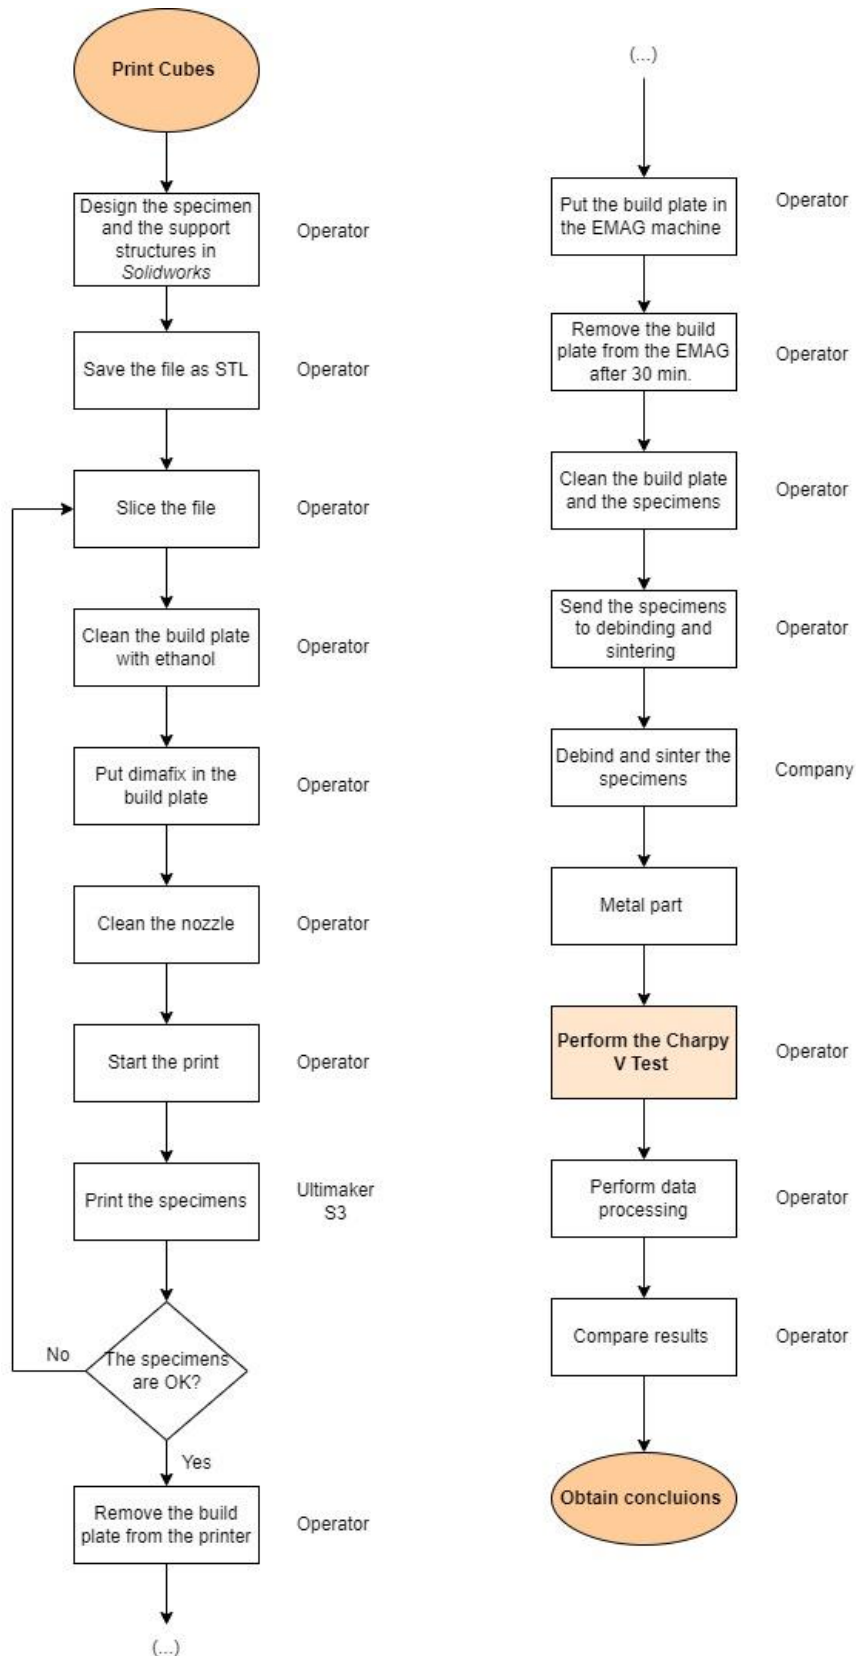 Print Cubes
Design the specimen
and the support
structures in
Solidworks
Operator
Save the file as STL
Operator
Slice the file
Operator
Clean the build plate
with ethanol
Operator
Put dimafix in the
build plate
Operator
Clean the nozzle
Operator
Start the print
Operator
Print the specimens
Ultimaker
S3
The specimens
are OK?
No
Yes
Remove the build
plate from the printer
Operator
(...)
(...)
Put the build plate in
the EMAG machine
Operator
Remove the build
plate from the EMAG
after 30 min.
Operator
Clean the build plate
and the specimens
Operator
Send the specimens
to debinding and
sintering
Operator
Debind and sinter the
specimens
Company
Metal part
Perform the Charpy
V Test
Operator
Perform data
processing
Operator
Compare results
Operator
Obtain concluions